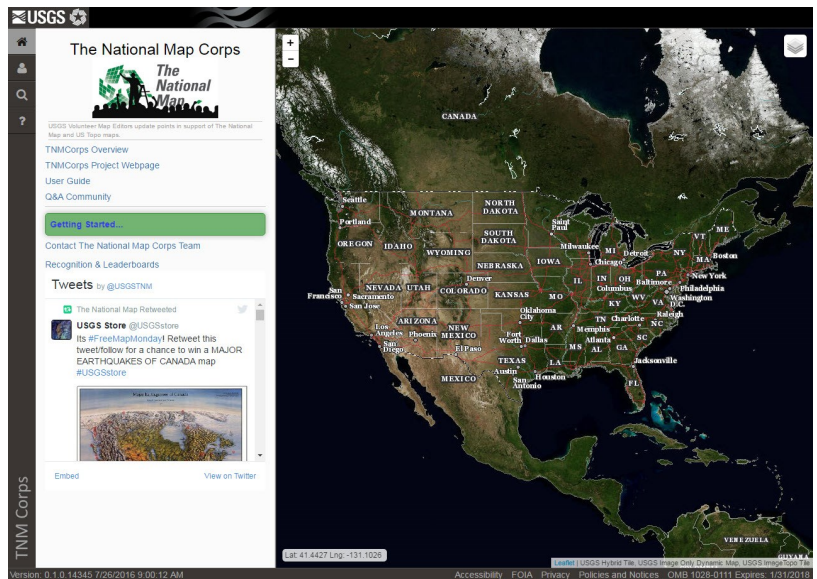 USGS
The National Map Corps
The
National
Map
USGS Volunteer Map Editors update points in support of The National
Map and US Topo maps.
TNMCorps Overview
TNMCorps Project Webpage
User Guide
Q&A Community
Getting Started...
Contact The National Map Corps Team
Recognition & Leaderboards
Tweets by @USGSTNM
The National Map Retweeted
USGS Store @USGSstore
Its #FreeMapMonday! Retweet this
tweet/follow for a chance to win a MAJOR
EARTHQUAKES OF CANADA map
#USGSstore
Embed
View on Twitter
TNM Corps
+
−
CANADA
Seattle
Portland
MONTANA
NORTH
DAKOTA
Saint
Paul
ME
VT
OREGON
IDAHO
SOUTH
DAKOTA
WYOMING
Milwaukee
MI
Detroit
NY
MA
Boston
Chicago
NEBRASKA
IOWA
IL
IN
OH
PA
New York
Columbus
Baltimore
Philadelphia
Washington
D.C.
San
Francisco
Sacramento
San Jose
NEVADA
UTAH
Denver
COLORADO
KANSAS
MO
KY
WV
VA
Raleigh
Los
Angeles
San
Diego
ARIZONA
Phoenix
NEW
MEXICO
El Paso
Oklahoma
City
AR
TN
Memphis
Charlotte
NC
SC
Fort
Worth
Dallas
MS
AL
Atlanta
GA
TEXAS
Austin
San
Antonio
Houston
LA
Jacksonville
FL
MEXICO
VENEZUELA
GUYANA
Lat: 41.4427 Lng: -131.1026
Leaflet | USGS Hybrid Tile, USGS Image Only Dynamic Map, USGS ImageTopo Tile
Version: 0.1.0.14345 7/26/2016 9:00:12 AM
Accessibility FOIA Privacy Policies and Notices OMB 1028-0111 Expires: 1/31/2018